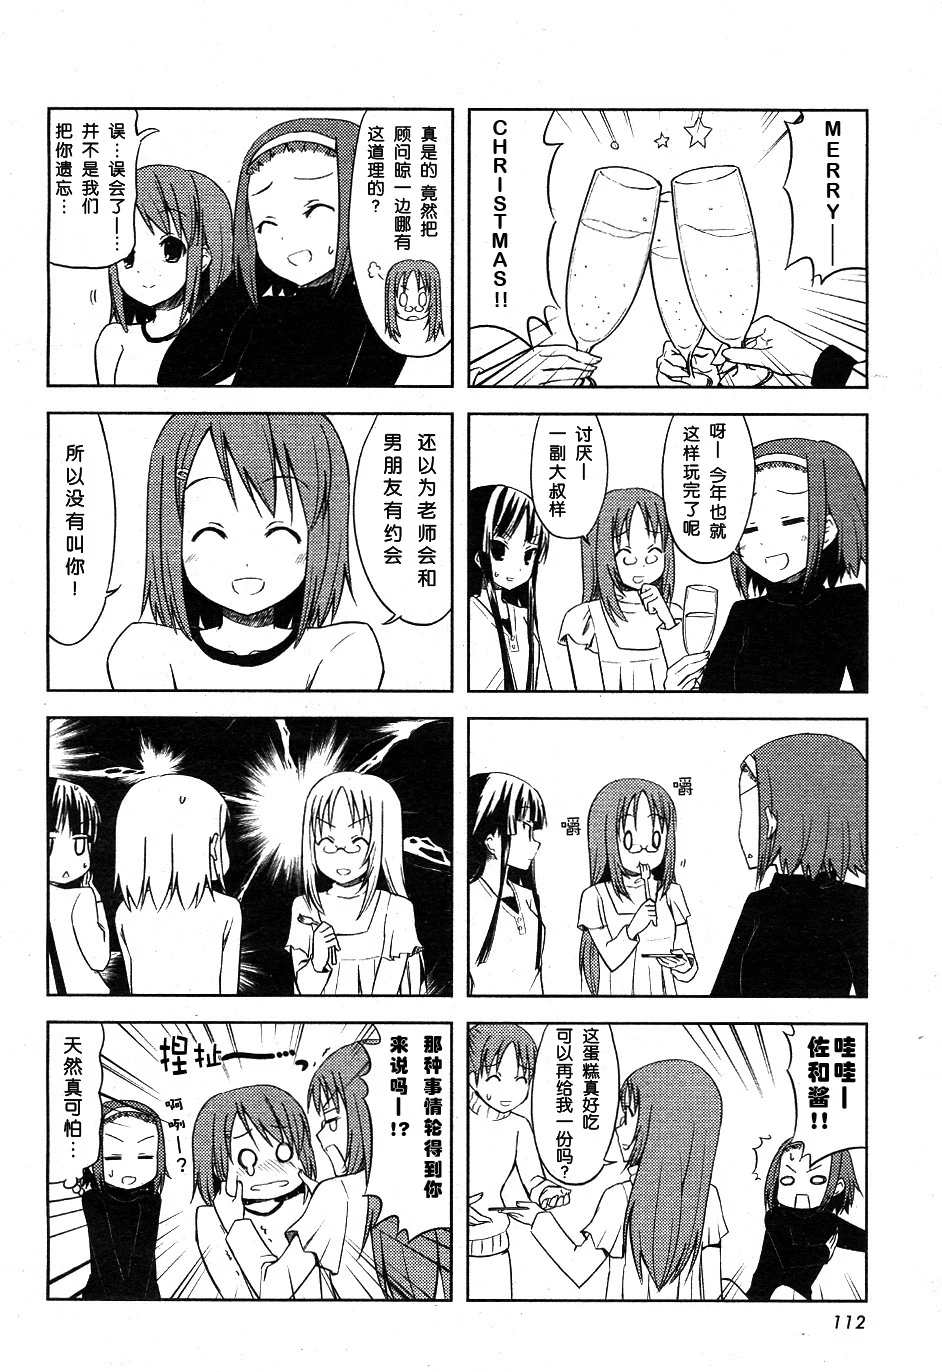 MERRY—
CHRISTMAS!!
呀— 今年也就
这样玩完了呢
讨厌—
一副大叔样
嚼
嚼
哇哇—
佐和酱!!
这蛋糕真好吃
可以再给我一份吗?
真是的 竟然把
顾问晾一边哪有
这道理的?
误…误会了—…
并不是我们
把你遗忘…
还以为老师会和
男朋友有约会
所以没有叫你!
那种事情轮得到你
来说吗—!?
捏扯—…っ
啊
咧
—?
天然真可怕…
112